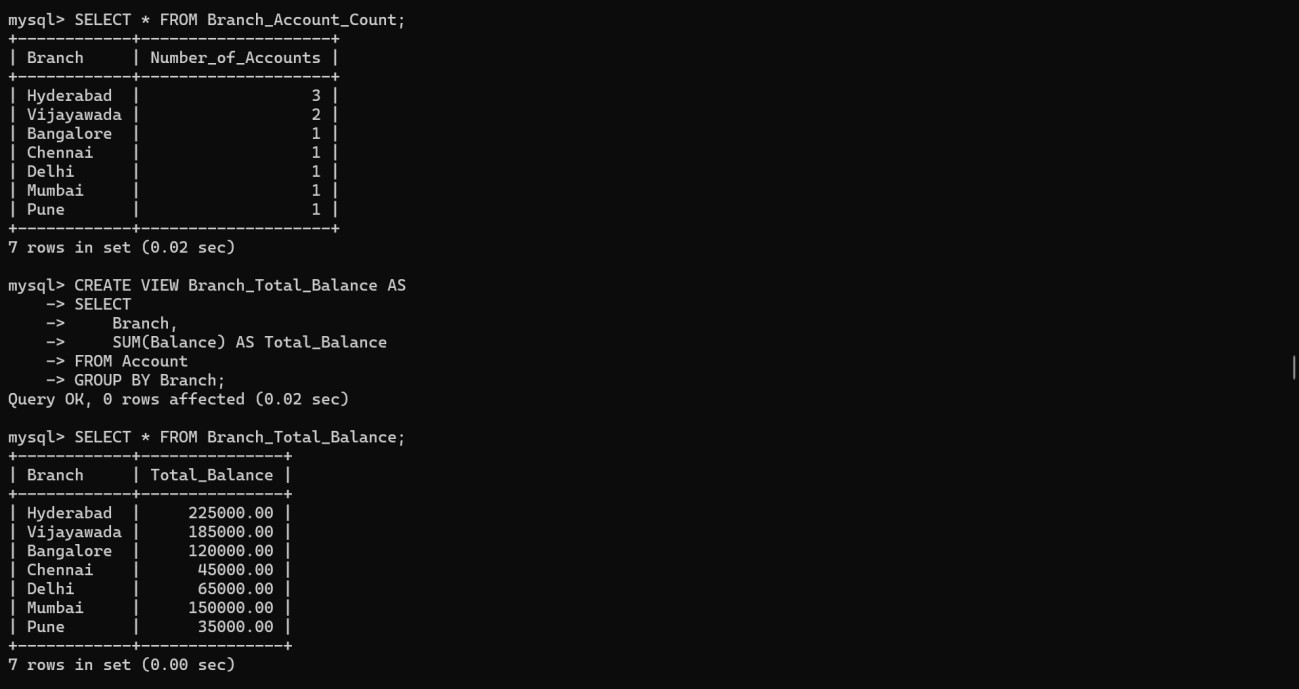 mysql> SELECT * FROM Branch_Account_Count;
+------------+--------------------+
| Branch     | Number_of_Accounts |
+------------+--------------------+
| Hyderabad  |                  3 |
| Vijayawada |                  2 |
| Bangalore  |                  1 |
| Chennai    |                  1 |
| Delhi      |                  1 |
| Mumbai     |                  1 |
| Pune       |                  1 |
+------------+--------------------+
7 rows in set (0.02 sec)

mysql> CREATE VIEW Branch_Total_Balance AS
    -> SELECT
    ->     Branch,
    ->     SUM(Balance) AS Total_Balance
    -> FROM Account
    -> GROUP BY Branch;
Query OK, 0 rows affected (0.02 sec)

mysql> SELECT * FROM Branch_Total_Balance;
+------------+---------------+
| Branch     | Total_Balance |
+------------+---------------+
| Hyderabad  |     225000.00 |
| Vijayawada |     185000.00 |
| Bangalore  |     120000.00 |
| Chennai    |      45000.00 |
| Delhi      |      65000.00 |
| Mumbai     |     150000.00 |
| Pune       |      35000.00 |
+------------+---------------+
7 rows in set (0.00 sec)